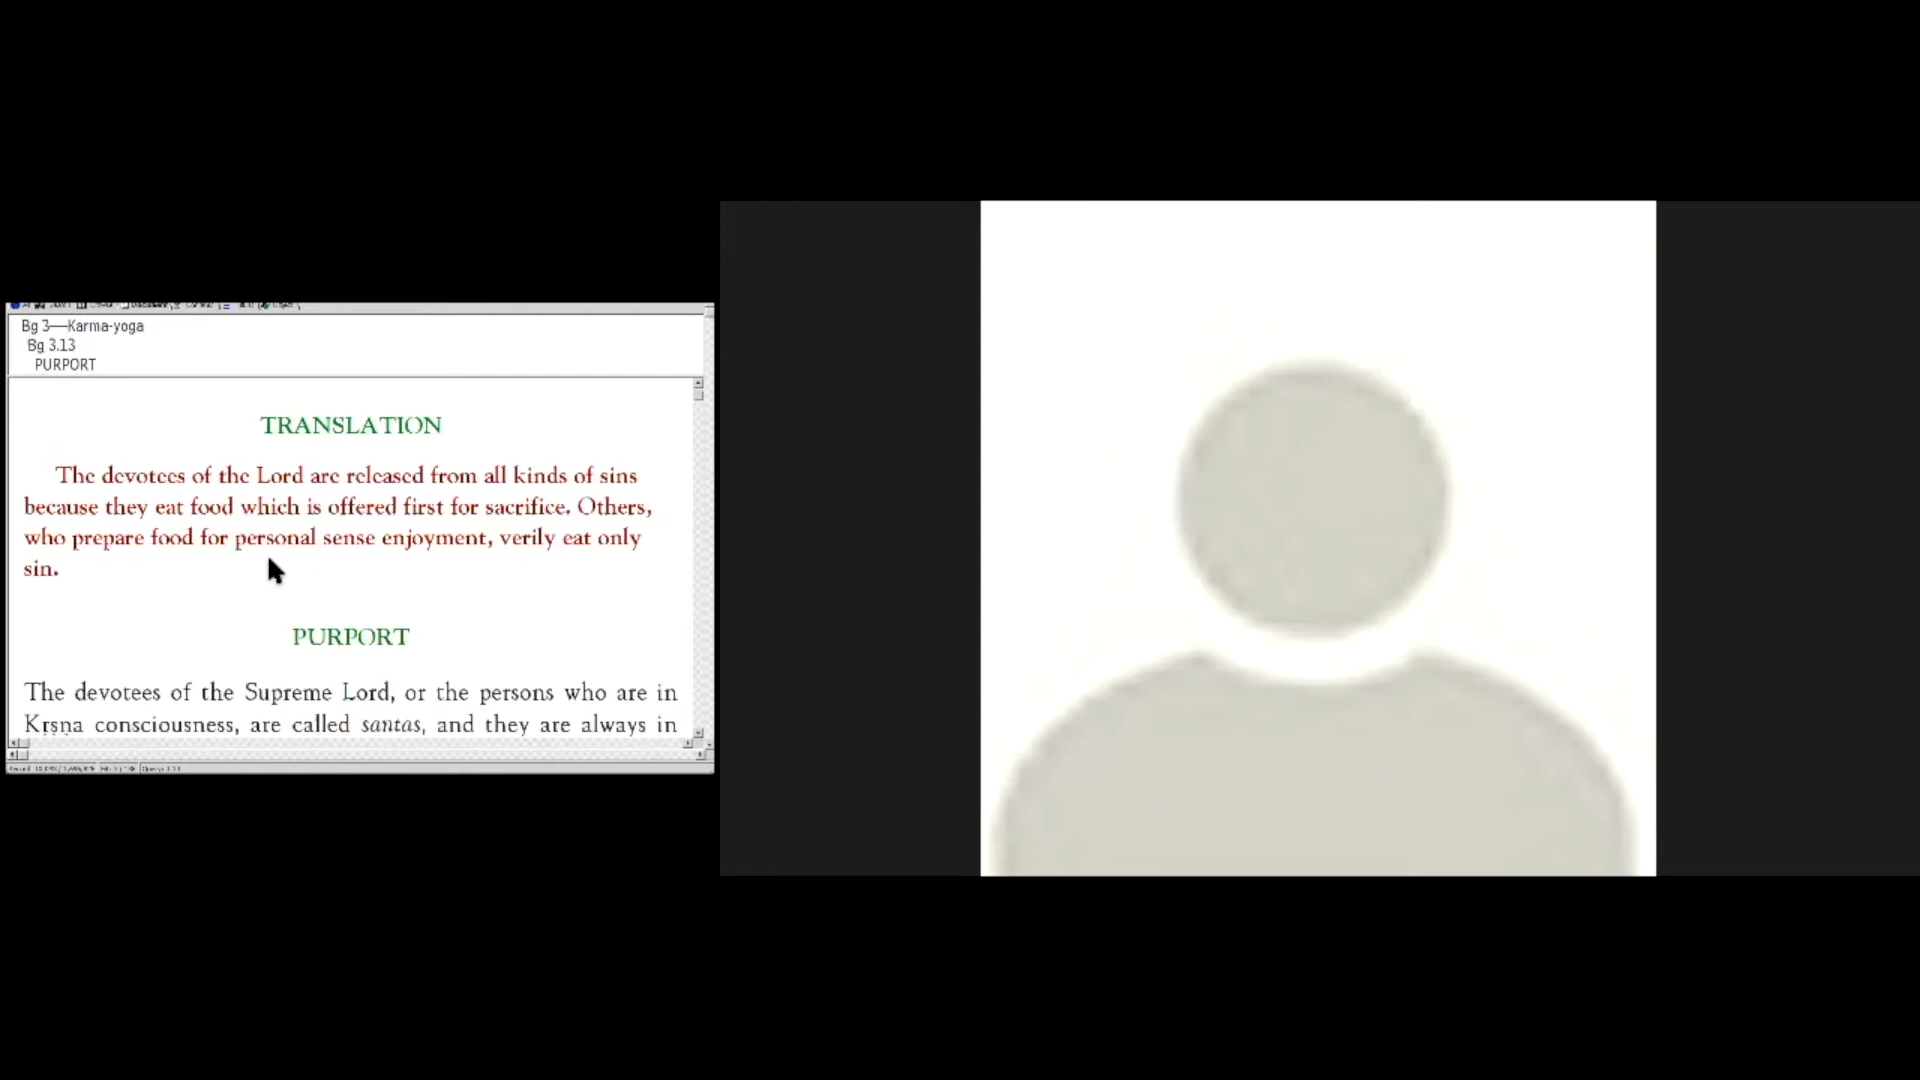 Bg 3—Karma-yoga
Bg 3.13
PURPORT
TRANSLATION
The devotees of the Lord are released from all kinds of sins
because they eat food which is offered first for sacrifice. Others,
who prepare food for personal sense enjoyment, verily eat only
sin.
PURPORT
The devotees of the Supreme Lord, or the persons who are in
Kṛṣṇa consciousness, are called santas, and they are always in